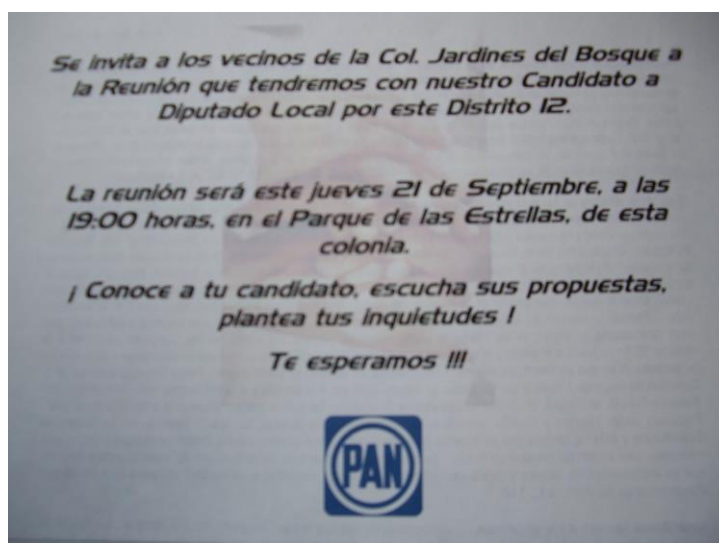 Se invita a los vecinos de la Col. Jardines del Bosque a
la Reunión que tendremos con nuestro Candidato a
Diputado Local por este Distrito 12.
La reunión será este jueves 21 de Septiembre, a las
19:00 horas, en el Parque de las Estrellas, de esta
colonia.
¡ Conoce a tu candidato, escucha sus propuestas,
plantea tus inquietudes !
Te esperamos !!!
PAN